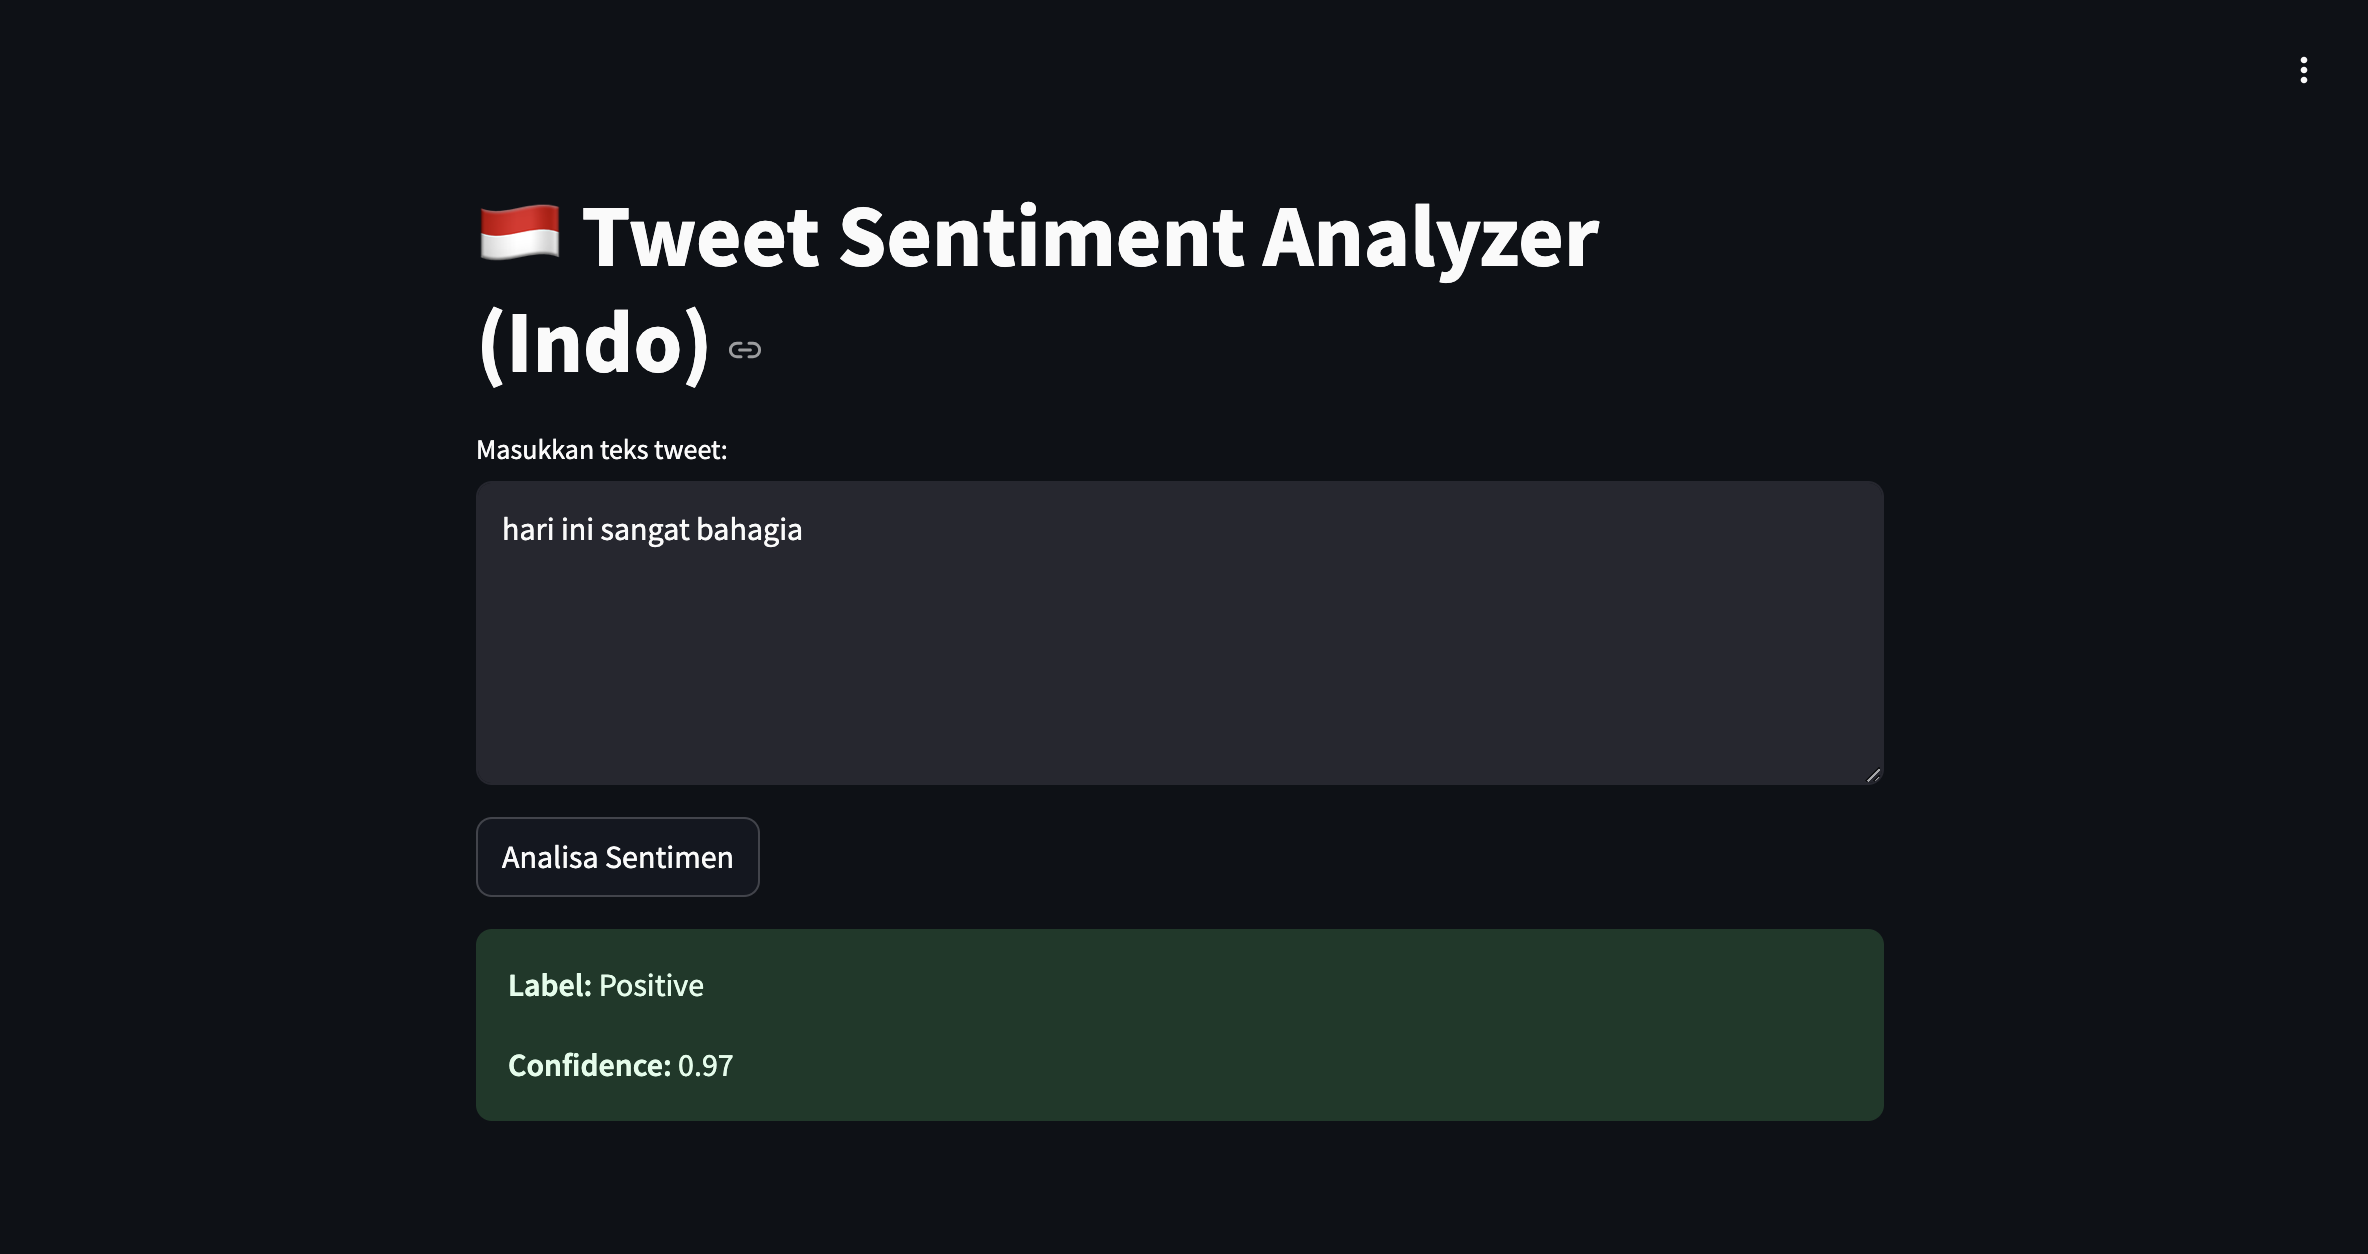 🇮🇩 Tweet Sentiment Analyzer
(Indo)
Masukkan teks tweet:
hari ini sangat bahagia
Analisa Sentimen
Label: Positive
Confidence: 0.97